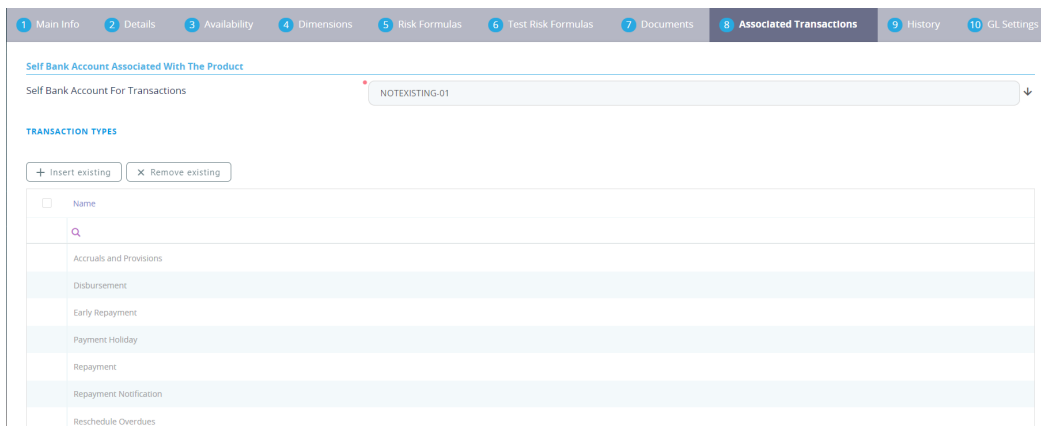 1 Main Info 2 Details 3 Availability 4 Dimensions 5 Risk Formulas 6 Test Risk Formulas 7 Documents 8 Associated Transactions 9 History 10 GL Settings
Self Bank Account Associated With The Product
Self Bank Account For Transactions * NOTEXISTING-01
TRANSACTION TYPES
+ Insert existing X Remove existing
Name
Accruals and Provisions
Disbursement
Early Repayment
Payment Holiday
Repayment
Repayment Notification
Reschedule Overdues